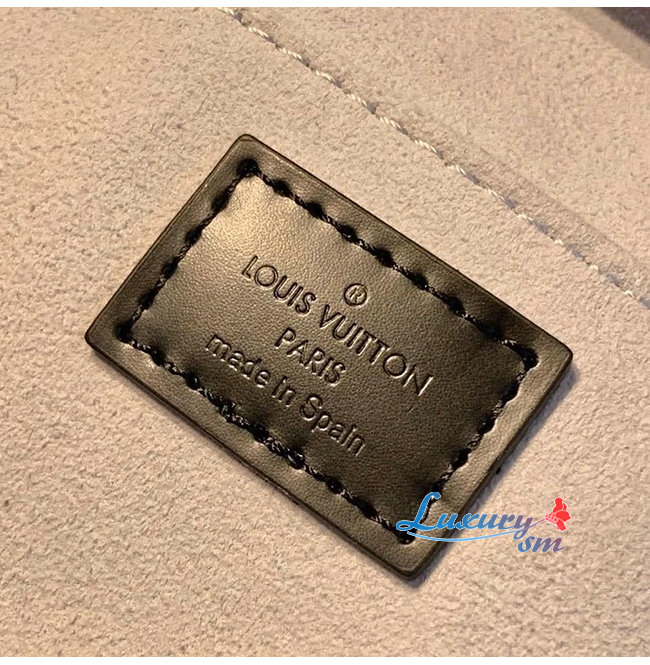 ®
LOUIS VUITTON
PARIS
made in Spain
Luxury
sm